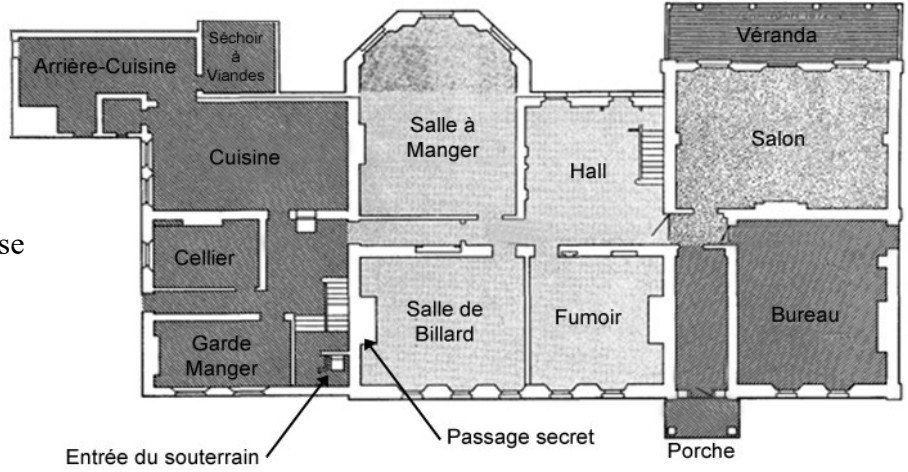 Séchoir
à
Viandes
Véranda
Arrière-Cuisine
Salle à
Manger
Salon
Cuisine
Hall
se
Cellier
Salle de
Billard
Fumoir
Bureau
Garde
Manger
Passage secret
Entrée du souterrain
Porche